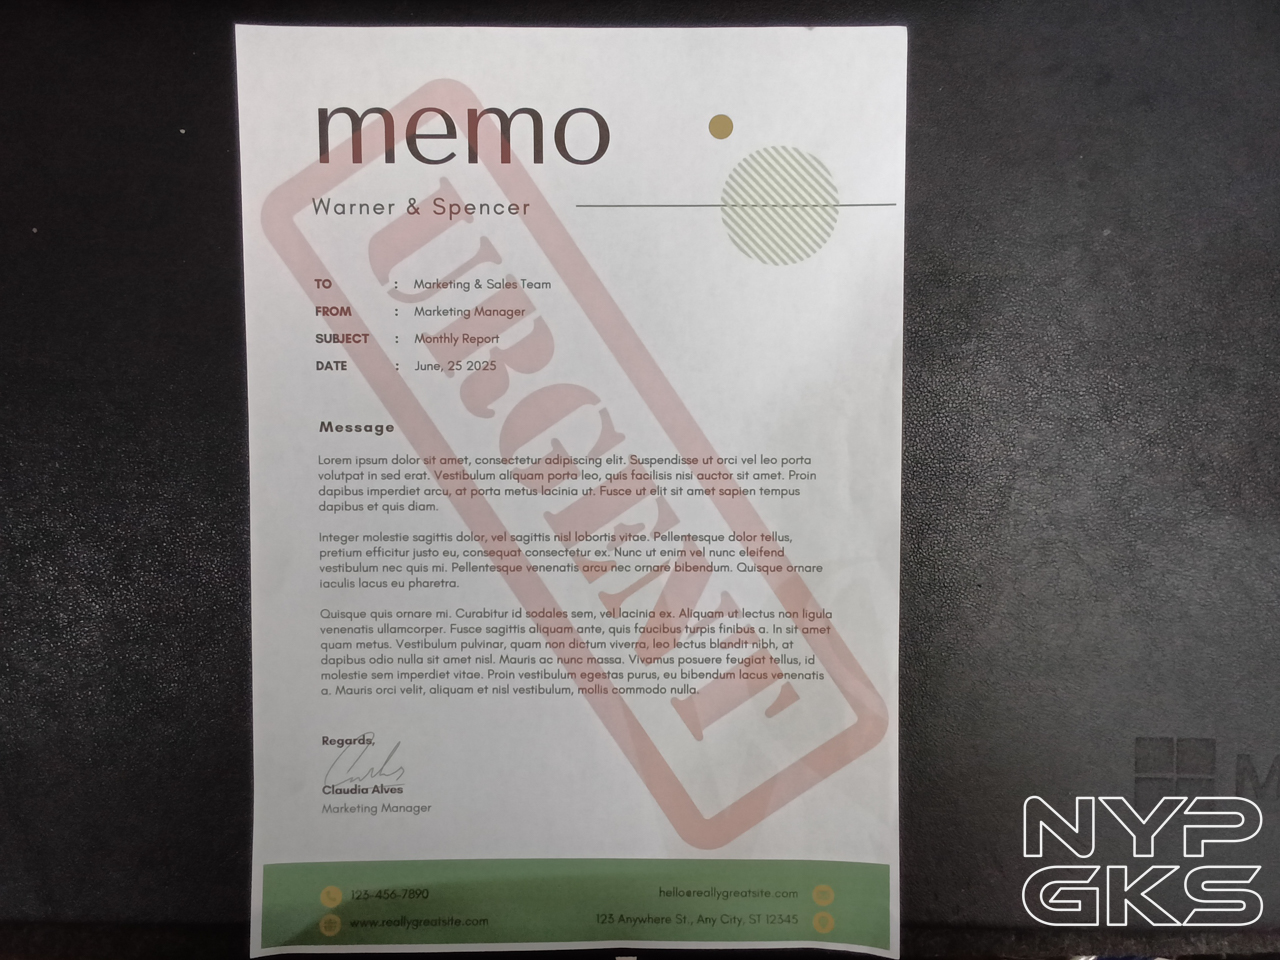 memo
Warner & Spencer
URGENT
TO : Marketing & Sales Team
FROM : Marketing Manager
SUBJECT : Monthly Report
DATE : June, 25 2025
Message
Lorem ipsum dolor sit amet, consectetur adipiscing elit. Suspendisse ut orci vel leo porta
volutpat in sed erat. Vestibulum aliquam porta leo, quis facilisis nisi auctor sit amet. Proin
dapibus imperdiet arcu, at porta metus lacinia ut. Fusce ut elit sit amet sapien tempus
dapibus et quis diam.
Integer molestie sagittis dolor, vel sagittis nisl lobortis vitae. Pellentesque dolor tellus,
pretium efficitur justo eu, consequat consectetur ex. Nunc ut enim vel nunc eleifend
vestibulum nec quis mi. Pellentesque venenatis arcu nec ornare bibendum. Quisque ornare
iaculis lacus eu pharetra.
Quisque quis ornare mi. Curabitur id sodales sem, vel lacinia ex. Aliquam ut lectus non ligula
venenatis ullamcorper. Fusce sagittis aliquam ante, quis faucibus turpis finibus a. In sit amet
quam metus. Vestibulum pulvinar, quam non dictum viverra, leo lectus blandit nibh, at
dapibus odio nulla sit amet nisl. Mauris ac nunc massa. Vivamus posuere feugiat tellus, id
molestie sem imperdiet vitae. Proin vestibulum egestas purus, eu bibendum lacus venenatis
a. Mauris orci velit, aliquam et nisl vestibulum, mollis commodo nulla.
Regards,
Claudia Alves
Marketing Manager
123-456-7890
hello@reallygreatsite.com
www.reallygreatsite.com
123 Anywhere St., Any City, ST 12345
M
NYP
GKS